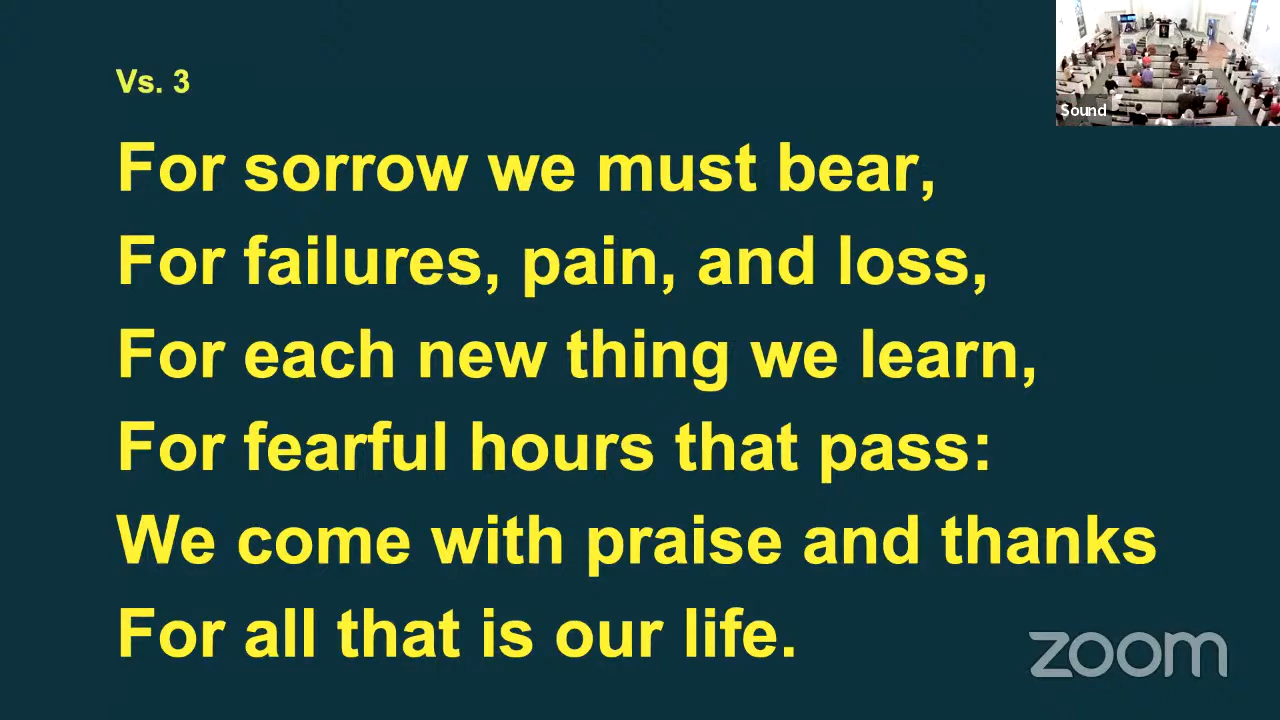 Vs. 3
Sound
For sorrow we must bear,
For failures, pain, and loss,
For each new thing we learn,
For fearful hours that pass:
We come with praise and thanks
For all that is our life.
zoom